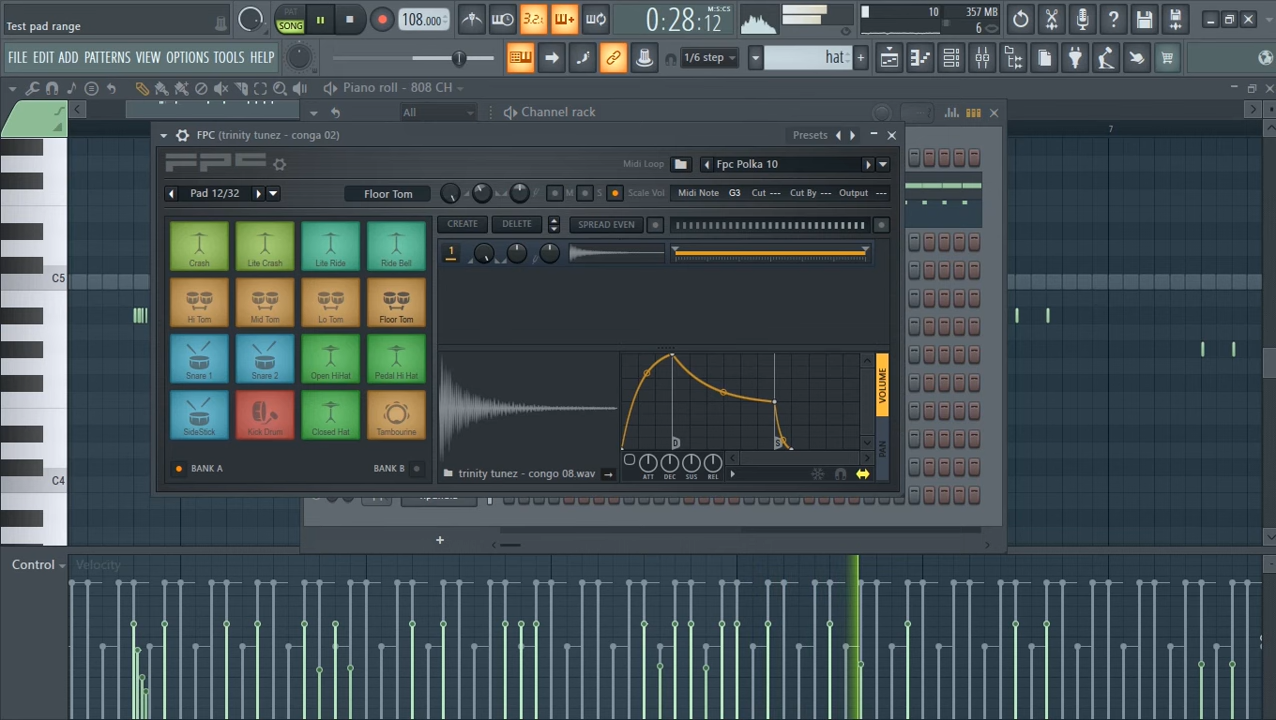 Test pad range
PAT
SONG
108.000
3.2.
0:28:12
M:S:CS
10
357 MB
6
FILE EDIT ADD PATTERNS VIEW OPTIONS TOOLS HELP
1/6 step
hat
Piano roll - 808 CH
All
Channel rack
FPC (trinity tunez - conga 02)
Presets
7
FPC
Midi Loop
Fpc Polka 10
Pad 12/32
Floor Tom
M
S
Scale Vol
Midi Note G3 Cut --- Cut By --- Output ---
CREATE
DELETE
SPREAD EVEN
1
Crash
Lite Crash
Lite Ride
Ride Bell
C5
Hi Tom
Mid Tom
Lo Tom
Floor Tom
Snare 1
Snare 2
Open HiHat
Pedal Hi Hat
VOLUME
SideStick
Kick Drum
Closed Hat
Tambourine
D
S
PAN
BANK A
BANK B
trinity tunez - congo 08.wav
ATT
DEC
SUS
REL
C4
Control
Velocity